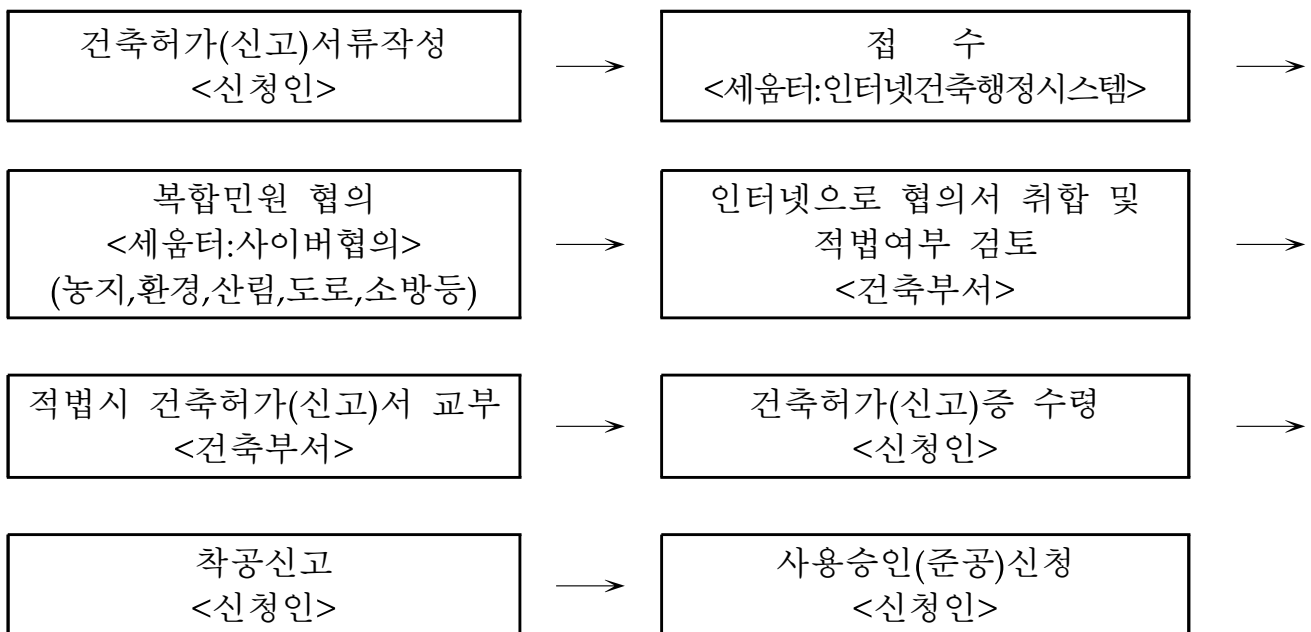 건축허가(신고)서류작성
<신청인>
접 수
<세움터:인터넷건축행정시스템>
복합민원 협의
<세움터:사이버협의>
(농지,환경,산림,도로,소방등)
인터넷으로 협의서 취합 및
적법여부 검토
<건축부서>
적법시 건축허가(신고)서 교부
<건축부서>
건축허가(신고)증 수령
<신청인>
착공신고
<신청인>
사용승인(준공)신청
<신청인>